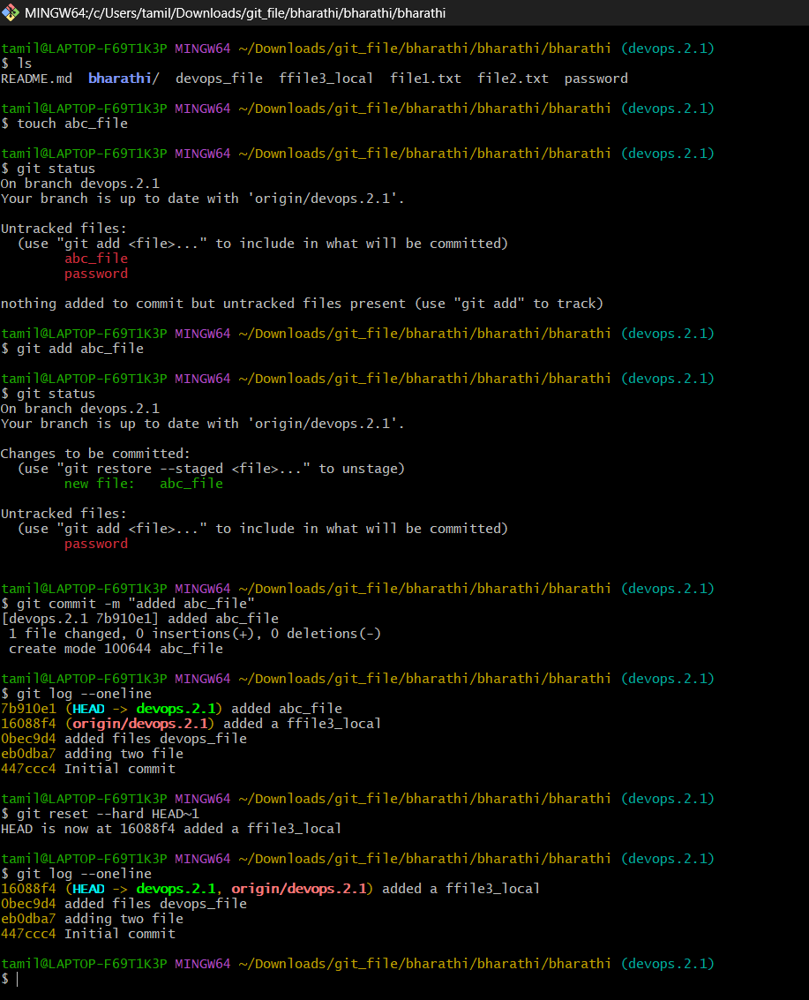 MINGW64:/c/Users/tamil/Downloads/git_file/bharathi/bharathi/bharathi
tamil@LAPTOP-F69T1K3P MINGW64 ~/Downloads/git_file/bharathi/bharathi/bharathi (devops.2.1)
$ ls
README.md  bharathi/  devops_file  ffile3_local  file1.txt  file2.txt  password
tamil@LAPTOP-F69T1K3P MINGW64 ~/Downloads/git_file/bharathi/bharathi/bharathi (devops.2.1)
$ touch abc_file
tamil@LAPTOP-F69T1K3P MINGW64 ~/Downloads/git_file/bharathi/bharathi/bharathi (devops.2.1)
$ git status
On branch devops.2.1
Your branch is up to date with 'origin/devops.2.1'.
Untracked files:
  (use "git add <file>..." to include in what will be committed)
        abc_file
        password
nothing added to commit but untracked files present (use "git add" to track)
tamil@LAPTOP-F69T1K3P MINGW64 ~/Downloads/git_file/bharathi/bharathi/bharathi (devops.2.1)
$ git add abc_file
tamil@LAPTOP-F69T1K3P MINGW64 ~/Downloads/git_file/bharathi/bharathi/bharathi (devops.2.1)
$ git status
On branch devops.2.1
Your branch is up to date with 'origin/devops.2.1'.
Changes to be committed:
  (use "git restore --staged <file>..." to unstage)
        new file:   abc_file
Untracked files:
  (use "git add <file>..." to include in what will be committed)
        password
tamil@LAPTOP-F69T1K3P MINGW64 ~/Downloads/git_file/bharathi/bharathi/bharathi (devops.2.1)
$ git commit -m "added abc_file"
[devops.2.1 7b910e1] added abc_file
 1 file changed, 0 insertions(+), 0 deletions(-)
 create mode 100644 abc_file
tamil@LAPTOP-F69T1K3P MINGW64 ~/Downloads/git_file/bharathi/bharathi/bharathi (devops.2.1)
$ git log --oneline
7b910e1 (HEAD -> devops.2.1) added abc_file
16088f4 (origin/devops.2.1) added a ffile3_local
0bec9d4 added files devops_file
eb0dba7 adding two file
447ccc4 Initial commit
tamil@LAPTOP-F69T1K3P MINGW64 ~/Downloads/git_file/bharathi/bharathi/bharathi (devops.2.1)
$ git reset --hard HEAD~1
HEAD is now at 16088f4 added a ffile3_local
tamil@LAPTOP-F69T1K3P MINGW64 ~/Downloads/git_file/bharathi/bharathi/bharathi (devops.2.1)
$ git log --oneline
16088f4 (HEAD -> devops.2.1, origin/devops.2.1) added a ffile3_local
0bec9d4 added files devops_file
eb0dba7 adding two file
447ccc4 Initial commit
tamil@LAPTOP-F69T1K3P MINGW64 ~/Downloads/git_file/bharathi/bharathi/bharathi (devops.2.1)
$